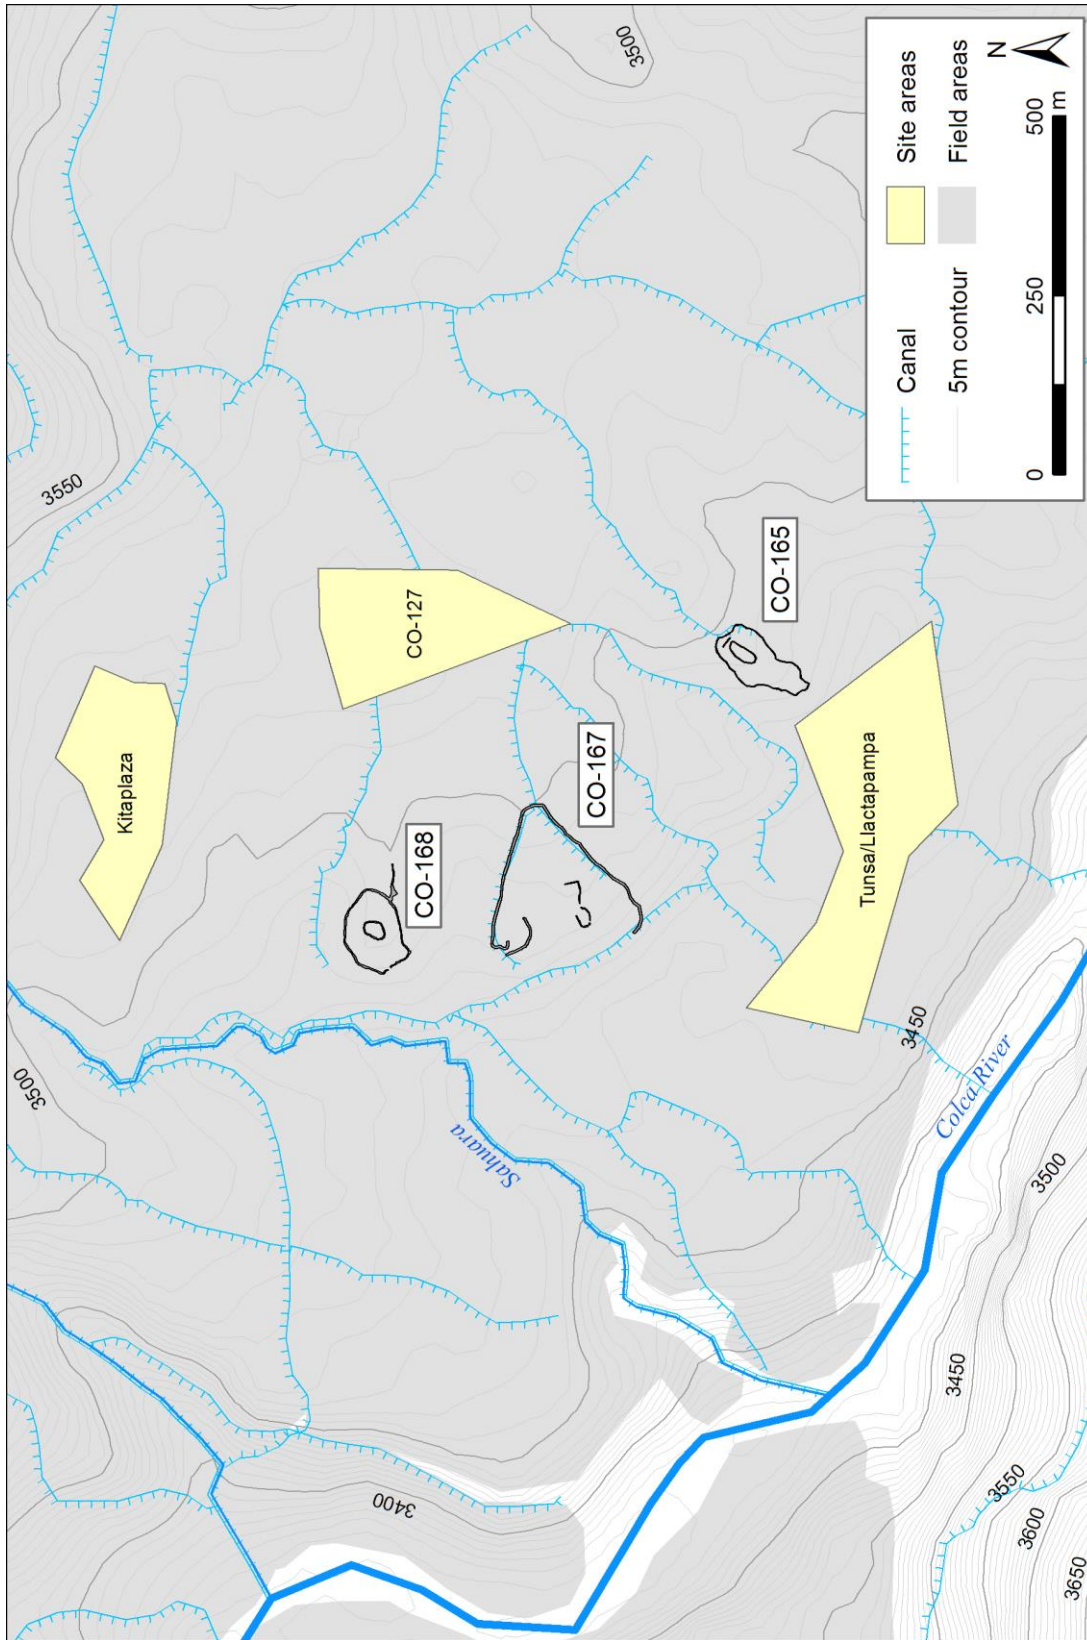 3550
3500
Kitaplaza
CO-127
CO-168
CO-167
CO-165
Tunsa/Llactapampa
3500
Sahuara
3450
Colca River
3500
3450
3400
3550
3600
3650
Canal
Site areas
5m contour
Field areas
0 250 500 m
N